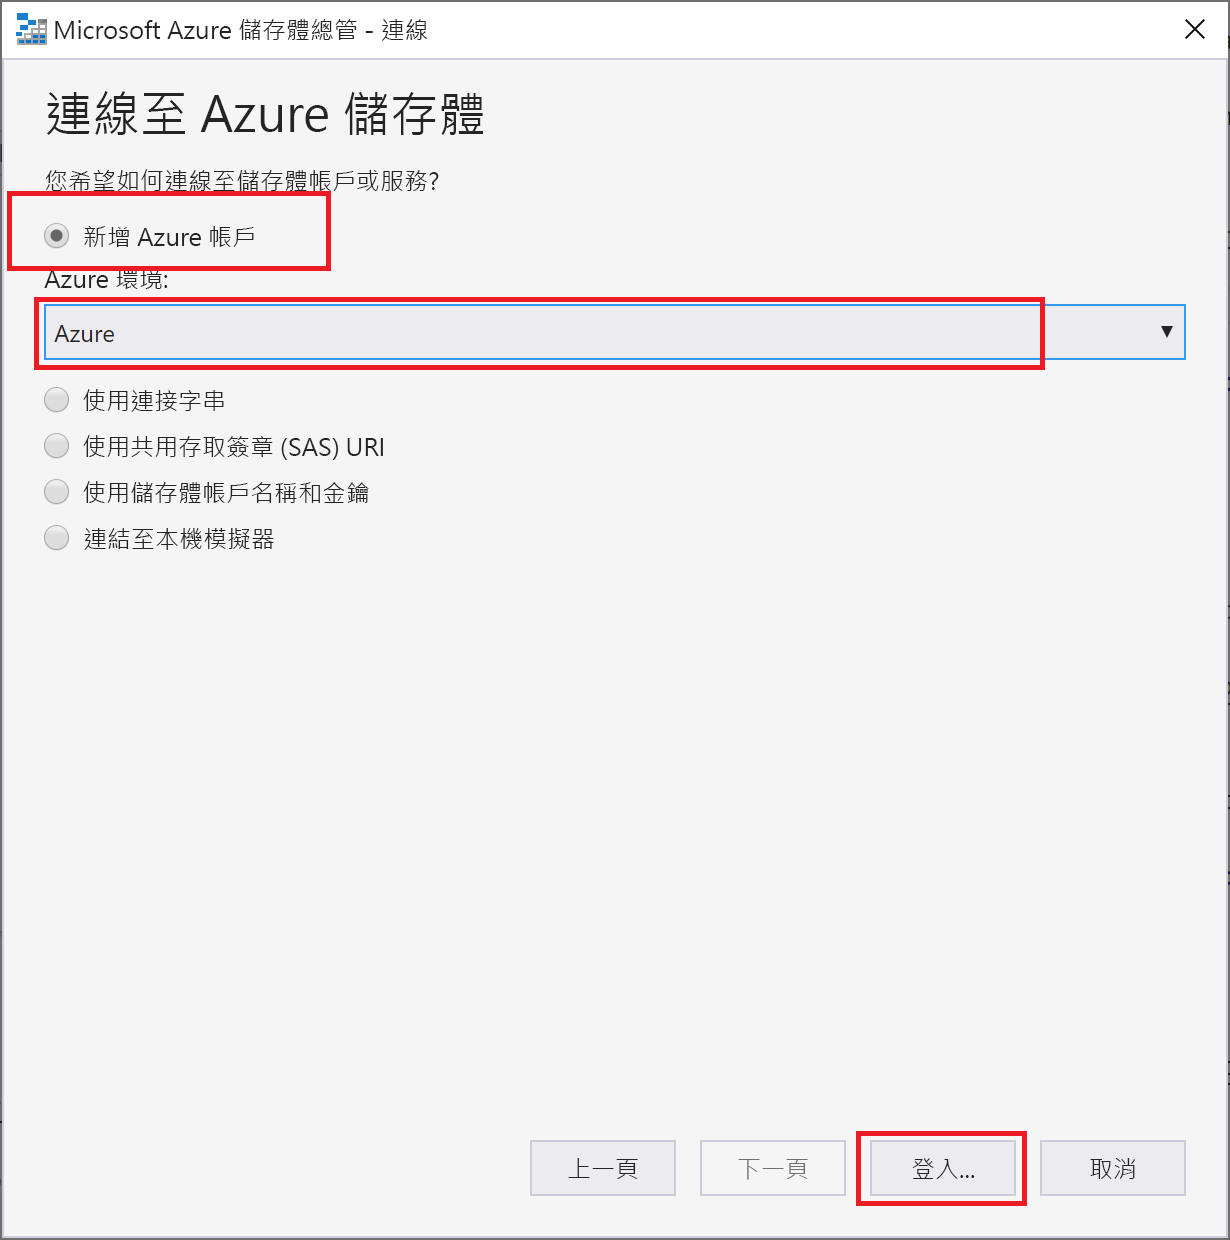 Microsoft Azure 儲存體總管 - 連線
連線至 Azure 儲存體
您希望如何連線至儲存體帳戶或服務?
新增 Azure 帳戶
Azure 環境:
Azure
使用連接字串
使用共用存取簽章 (SAS) URI
使用儲存體帳戶名稱和金鑰
連結至本機模擬器
上一頁 下一頁 登入... 取消